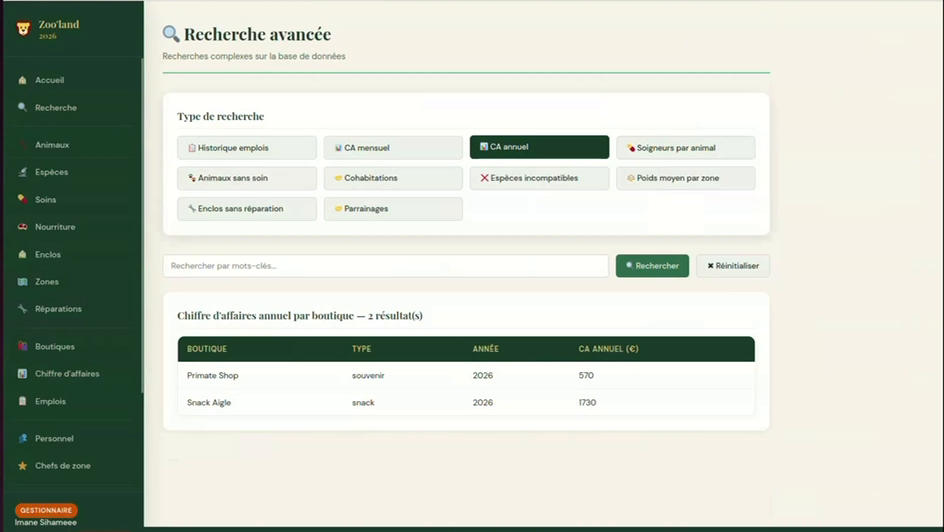 Zoo'land
2026
Accueil
Recherche
Animaux
Espèces
Soins
Nourriture
Enclos
Zones
Réparations
Boutiques
Chiffre d'affaires
Emplois
Personnel
Chefs de zone
GESTIONNAIRE
Imane Sihameee
Recherche avancée
Recherches complexes sur la base de données
Type de recherche
Historique emplois
CA mensuel
CA annuel
Soigneurs par animal
Animaux sans soin
Cohabitations
Espèces incompatibles
Poids moyen par zone
Enclos sans réparation
Parrainages
Rechercher par mots-clés...
Rechercher
✖ Réinitialiser
Chiffre d'affaires annuel par boutique — 2 résultat(s)
BOUTIQUE TYPE ANNÉE CA ANNUEL (€)
Primate Shop souvenir 2026 570
Snack Aigle snack 2026 1730